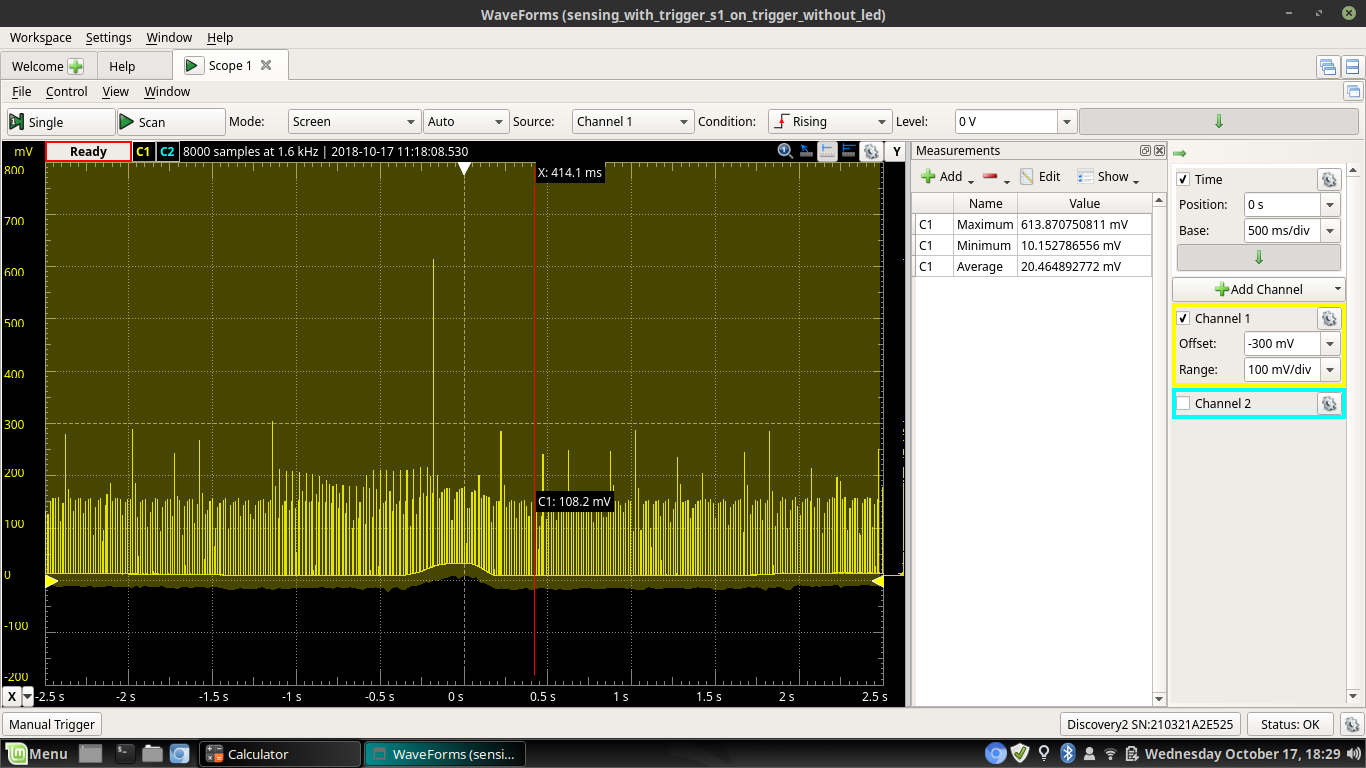 WaveForms (sensing_with_trigger_s1_on_trigger_without_led)
Workspace Settings Window Help
Welcome Help Scope 1
File Control View Window
Single Scan Mode: Screen Auto Source: Channel 1 Condition: Rising Level: 0 V
mV Ready C1 C2 8000 samples at 1.6 kHz | 2018-10-17 11:18:08.530 Y
800
700
600
500
400
300
200
100
0
-100
-200
X: 414.1 ms
C1: 108.2 mV
X -2.5 s -2 s -1.5 s -1 s -0.5 s 0 s 0.5 s 1 s 1.5 s 2 s 2.5 s
Measurements
Add Edit Show
Name Value
C1 Maximum 613.870750811 mV
C1 Minimum 10.152786556 mV
C1 Average 20.464892772 mV
Time
Position: 0 s
Base: 500 ms/div
Add Channel
Channel 1
Offset: -300 mV
Range: 100 mV/div
Channel 2
Manual Trigger Discovery2 SN:210321A2E525 Status: OK
Menu Calculator WaveForms (sensi... Wednesday October 17, 18:29